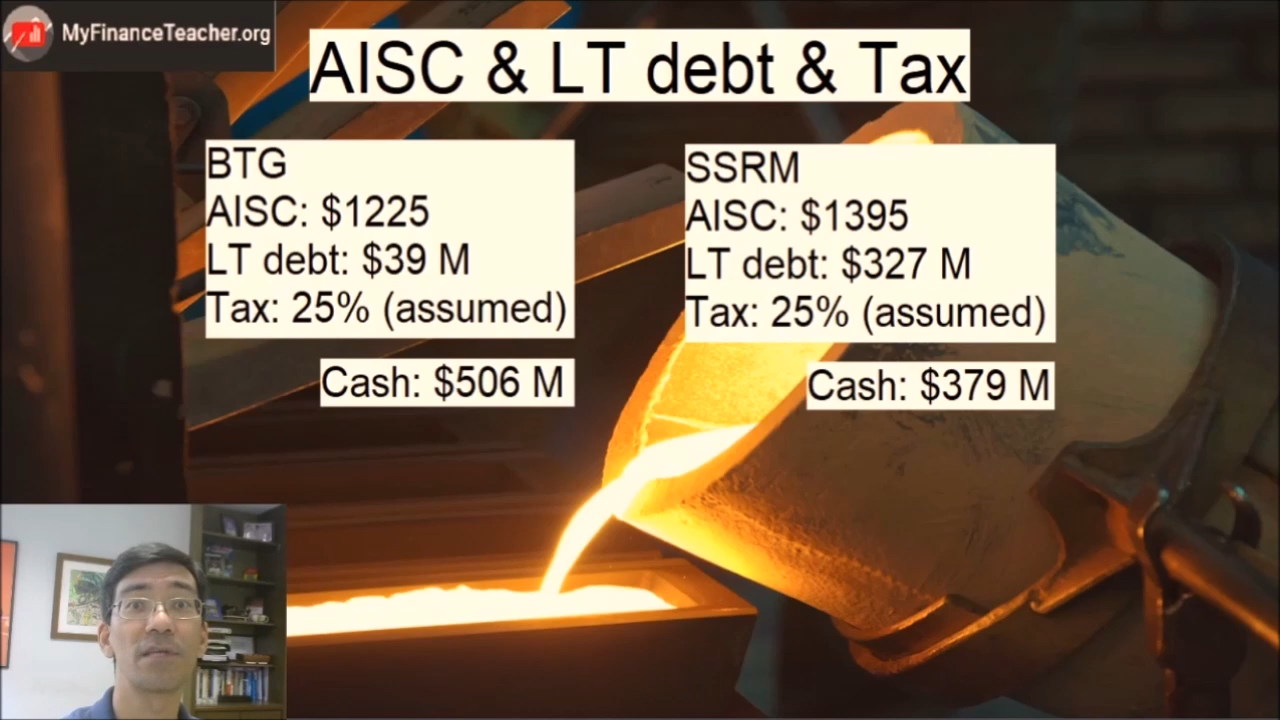 MyFinanceTeacher.org
AISC & LT debt & Tax
BTG
AISC: $1225
LT debt: $39 M
Tax: 25% (assumed)
Cash: $506 M
SSRM
AISC: $1395
LT debt: $327 M
Tax: 25% (assumed)
Cash: $379 M